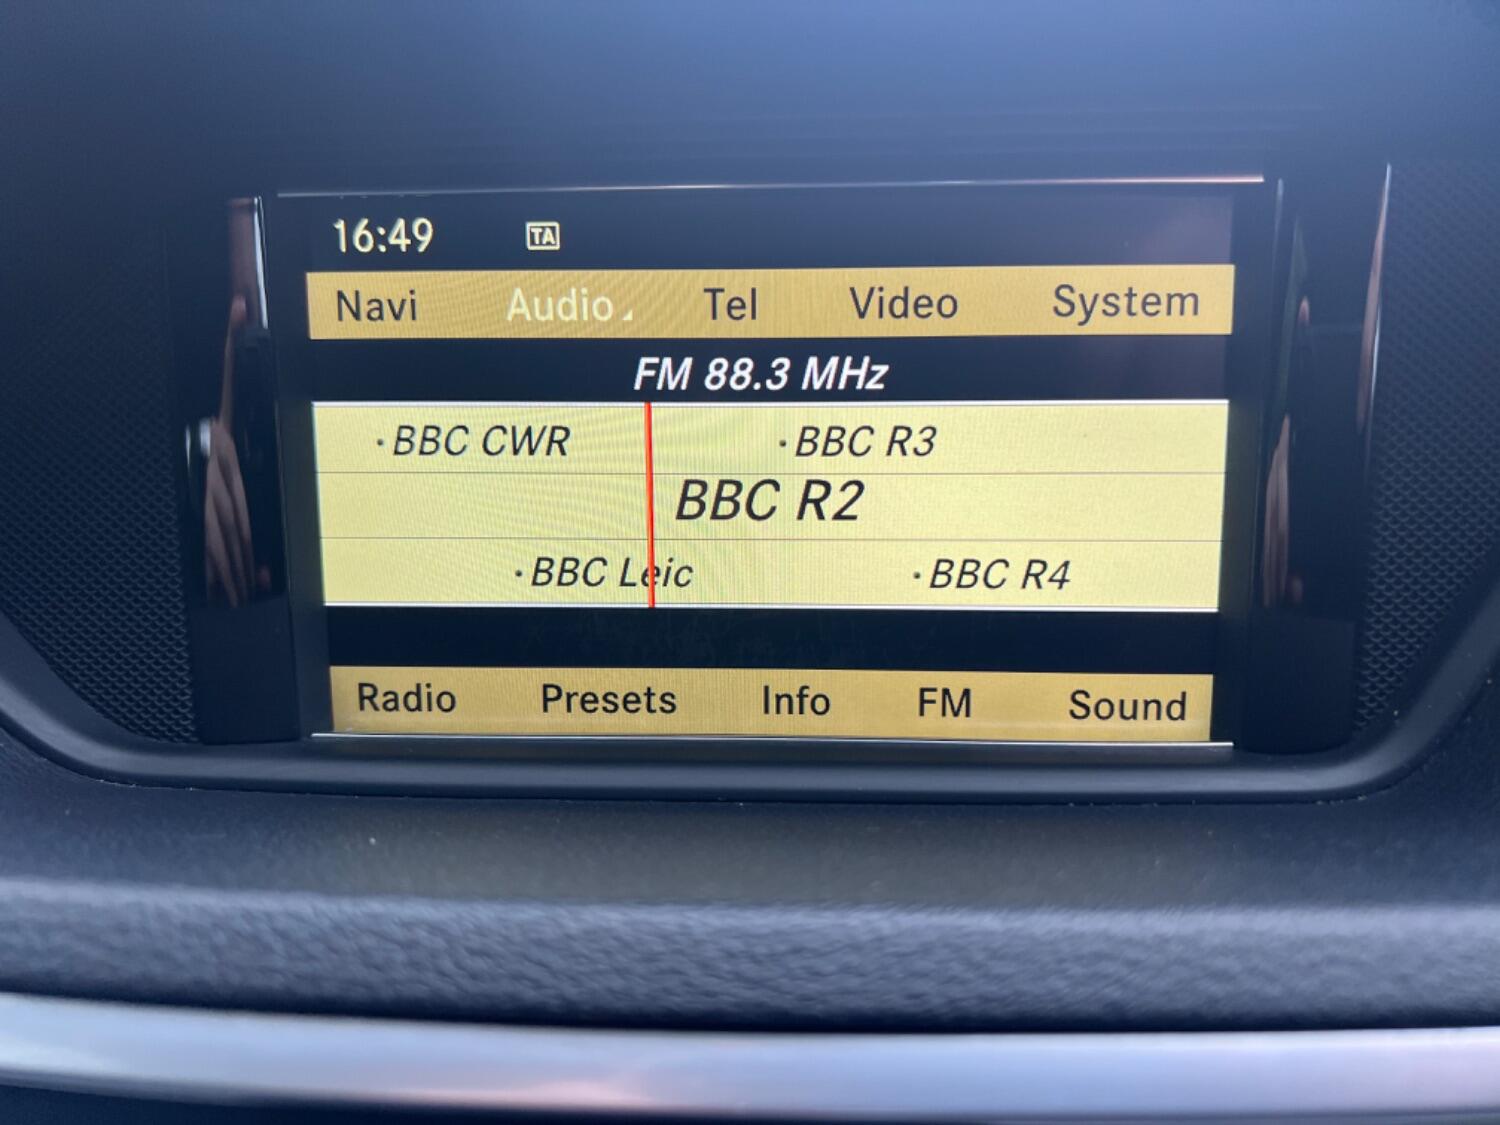 16:49 TA
Navi Audio Tel Video System
FM 88.3 MHz
·BBC CWR ·BBC R3
BBC R2
·BBC Leic ·BBC R4
Radio Presets Info FM Sound